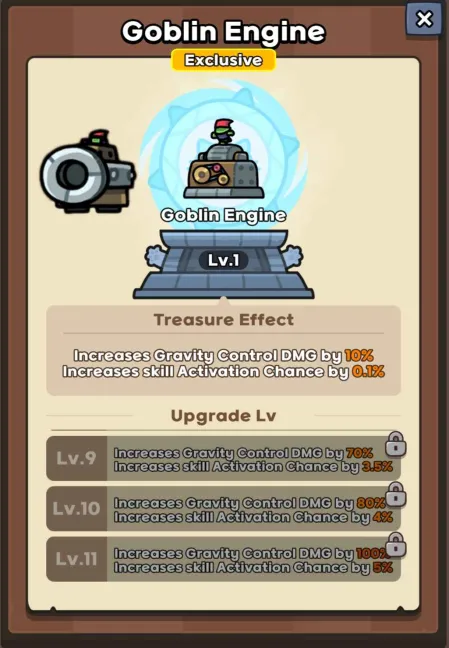 Goblin Engine
Exclusive
Goblin Engine
Lv.1
Treasure Effect
Increases Gravity Control DMG by 10%
Increases skill Activation Chance by 0.1%
Upgrade Lv
Lv.9
Increases Gravity Control DMG by 70%
Increases skill Activation Chance by 3.5%
Lv.10
Increases Gravity Control DMG by 80%
Increases skill Activation Chance by 4%
Lv.11
Increases Gravity Control DMG by 100%
Increases skill Activation Chance by 5%